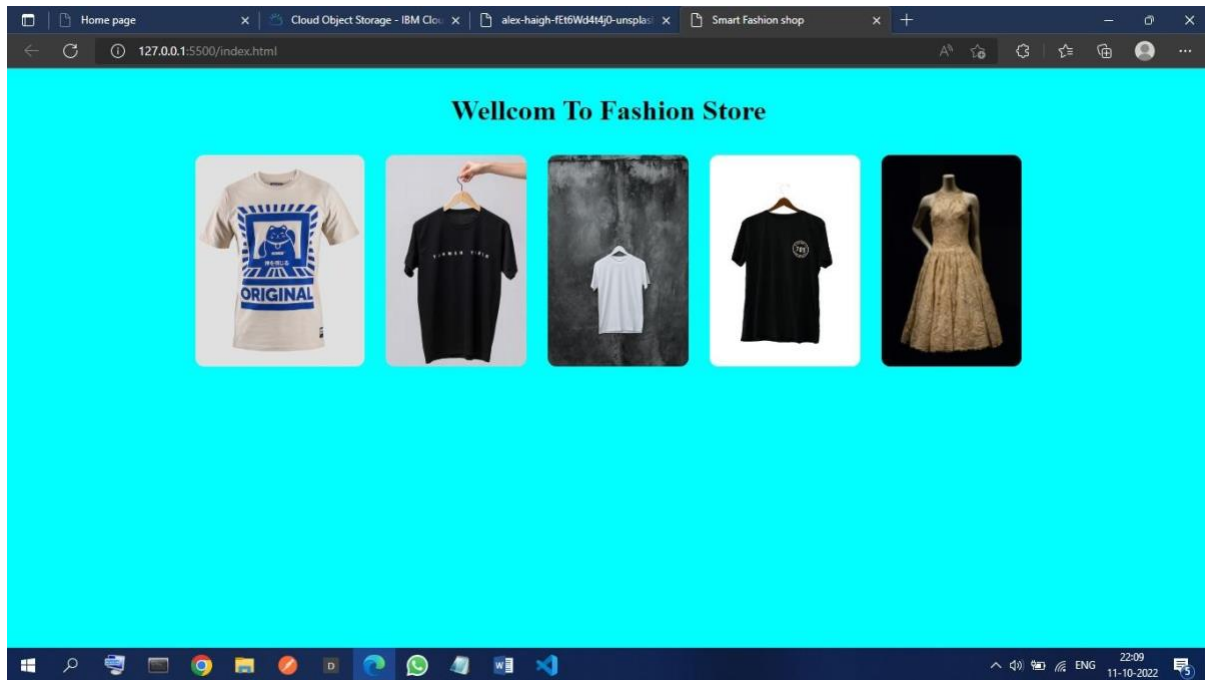 Home page
Cloud Object Storage - IBM Clou
alex-haigh-fEt6Wd4t4j0-unsplas
Smart Fashion shop
127.0.0.1:5500/index.html
Wellcom To Fashion Store
ORIGINAL
ENG
22:09
11-10-2022
5